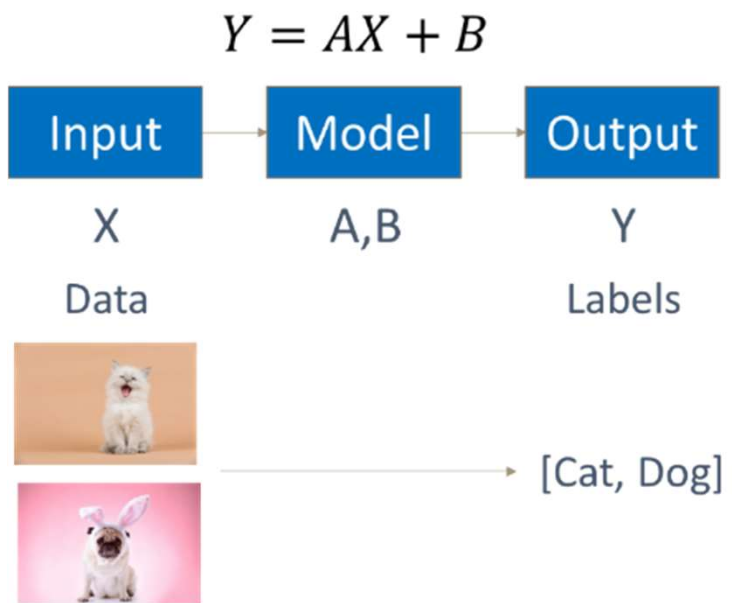 Y = AX + B
Input Model Output
X A,B Y
Data Labels
[Cat, Dog]